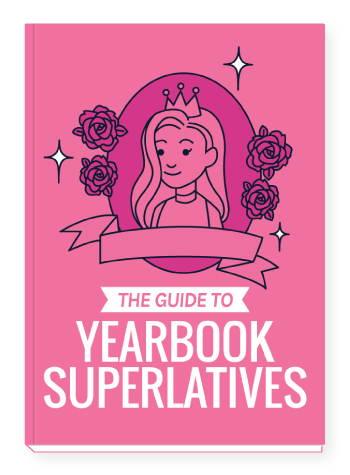 THE GUIDE TO
YEARBOOK
SUPERLATIVES